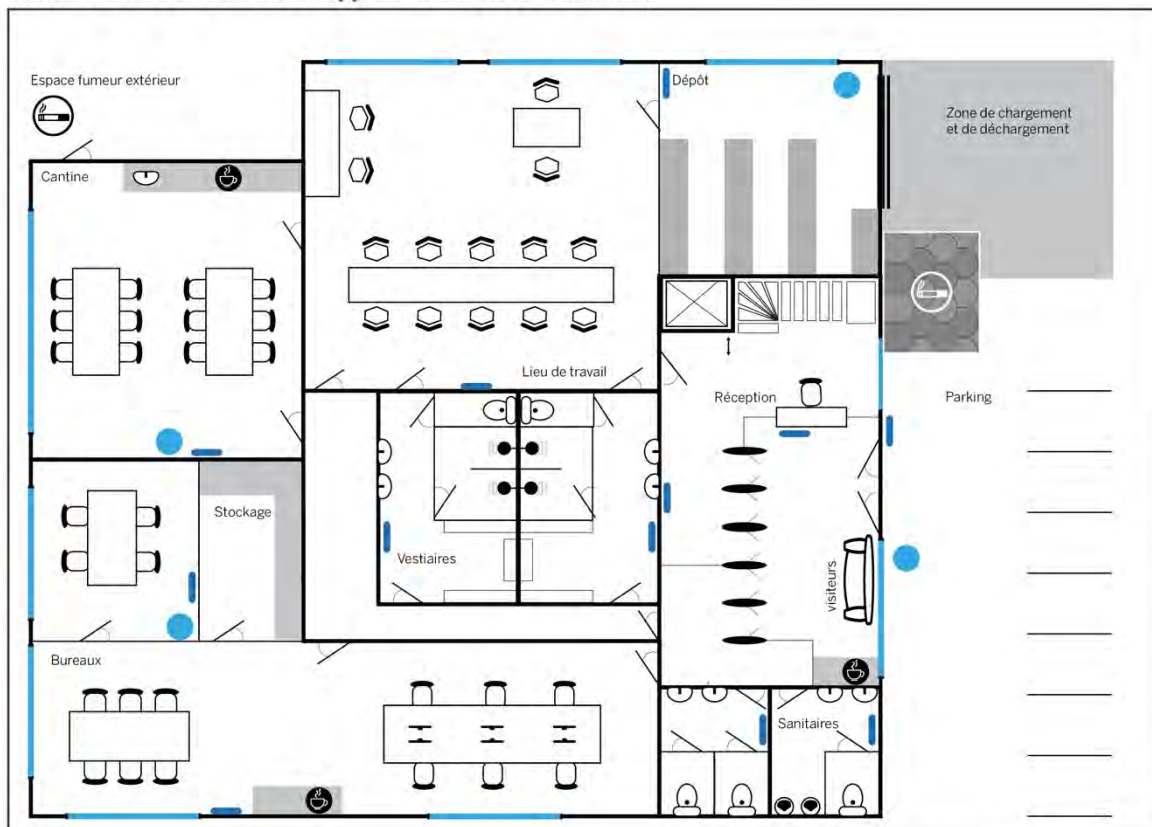 Espace fumeur extérieur
Dépôt
Zone de chargement
et de déchargement
Cantine
Lieu de travail
Réception
Parking
Stockage
Vestiaires
visiteurs
Bureaux
Sanitaires